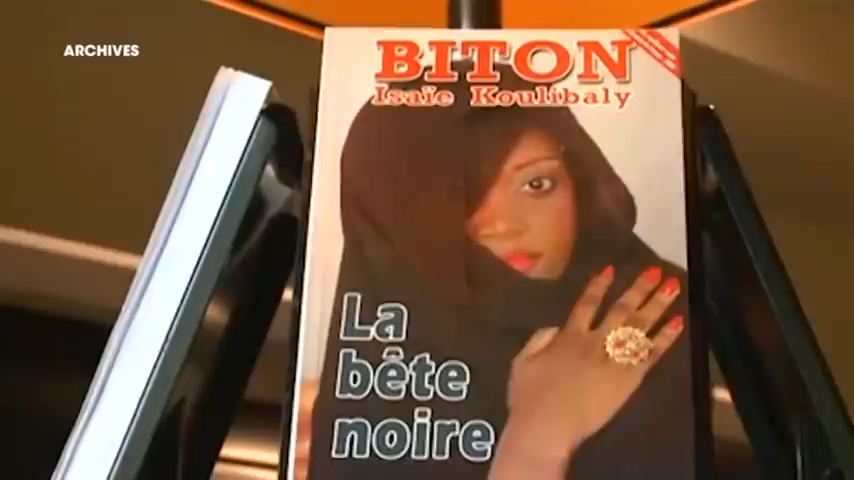 ARCHIVES
BITON
Isaïe Koulibaly
La
bête
noire